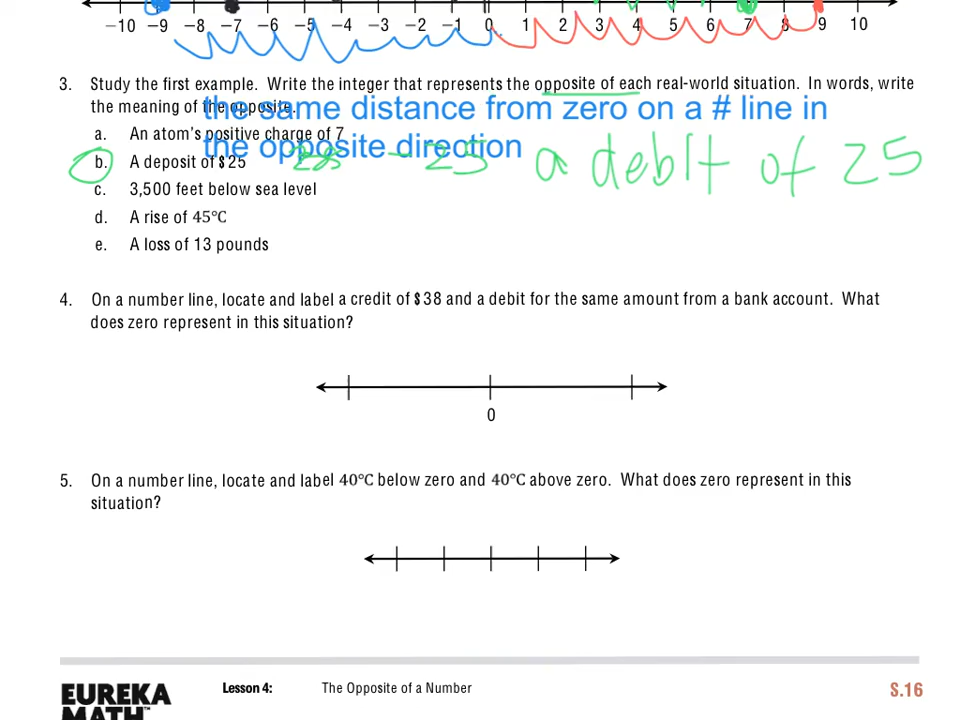 −10 −9 −8 −7 −6 −5 −4 −3 −2 −1 0 1 2 3 4 5 6 7 8 9 10
3. Study the first example. Write the integer that represents the opposite of each real-world situation. In words, write
the meaning of the opposite.
the same distance from zero on a # line in
the opposite direction
a. An atom's positive charge of 7
b. A deposit of $25
-25 a debit of 25
c. 3,500 feet below sea level
d. A rise of 45°C
e. A loss of 13 pounds
4. On a number line, locate and label a credit of $38 and a debit for the same amount from a bank account. What
does zero represent in this situation?
0
5. On a number line, locate and label 40°C below zero and 40°C above zero. What does zero represent in this
situation?
EUREKA
MATH™
Lesson 4: The Opposite of a Number
S.16